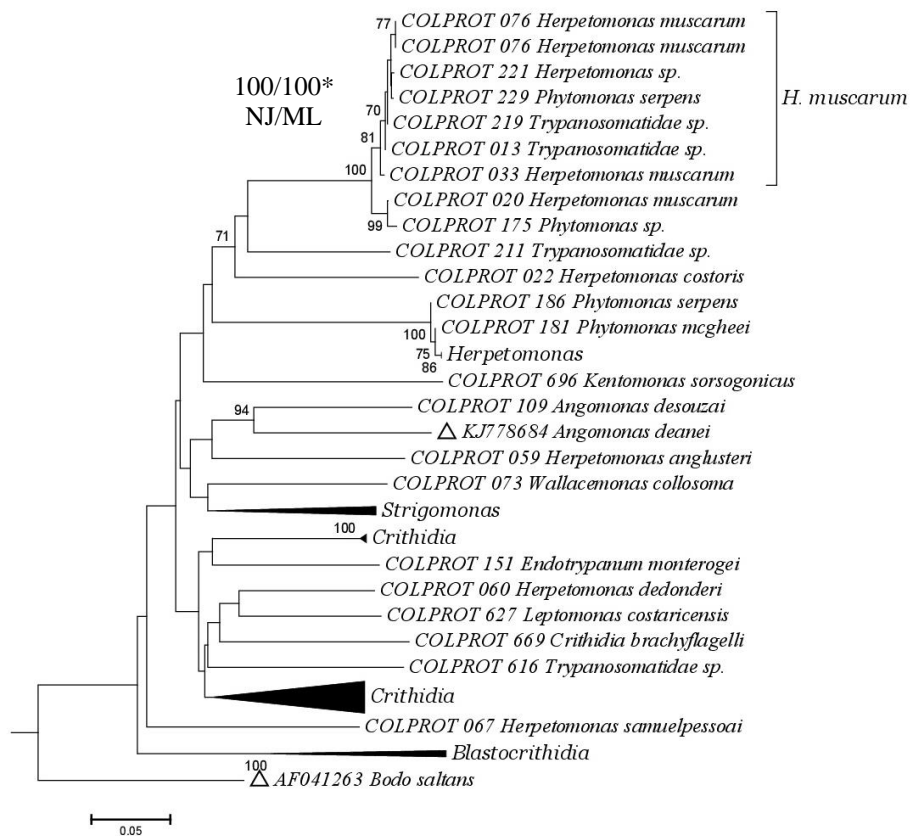 77
COLPROT 076 Herpetomonas muscarum
COLPROT 076 Herpetomonas muscarum
COLPROT 221 Herpetomonas sp.
COLPROT 229 Phytomonas serpens
70
COLPROT 219 Trypanosomatidae sp.
81
COLPROT 013 Trypanosomatidae sp.
100
COLPROT 033 Herpetomonas muscarum
COLPROT 020 Herpetomonas muscarum
99
COLPROT 175 Phytomonas sp.
H. muscarum
100/100*
NJ/ML
71
COLPROT 211 Trypanosomatidae sp.
COLPROT 022 Herpetomonas costoris
COLPROT 186 Phytomonas serpens
COLPROT 181 Phytomonas mcgheei
100
75
Herpetomonas
86
COLPROT 696 Kentomonas sorsogonicus
COLPROT 109 Angomonas desouzai
94
KJ778684 Angomonas deanei
COLPROT 059 Herpetomonas anglusteri
COLPROT 073 Wallacemonas collosoma
Strigomonas
100
Crithidia
COLPROT 151 Endotrypanum monterogei
COLPROT 060 Herpetomonas dedonderi
COLPROT 627 Leptomonas costaricensis
COLPROT 669 Crithidia brachyflagelli
COLPROT 616 Trypanosomatidae sp.
Crithidia
COLPROT 067 Herpetomonas samuelpessoai
Blastocrithidia
100
AF041263 Bodo saltans
0.05